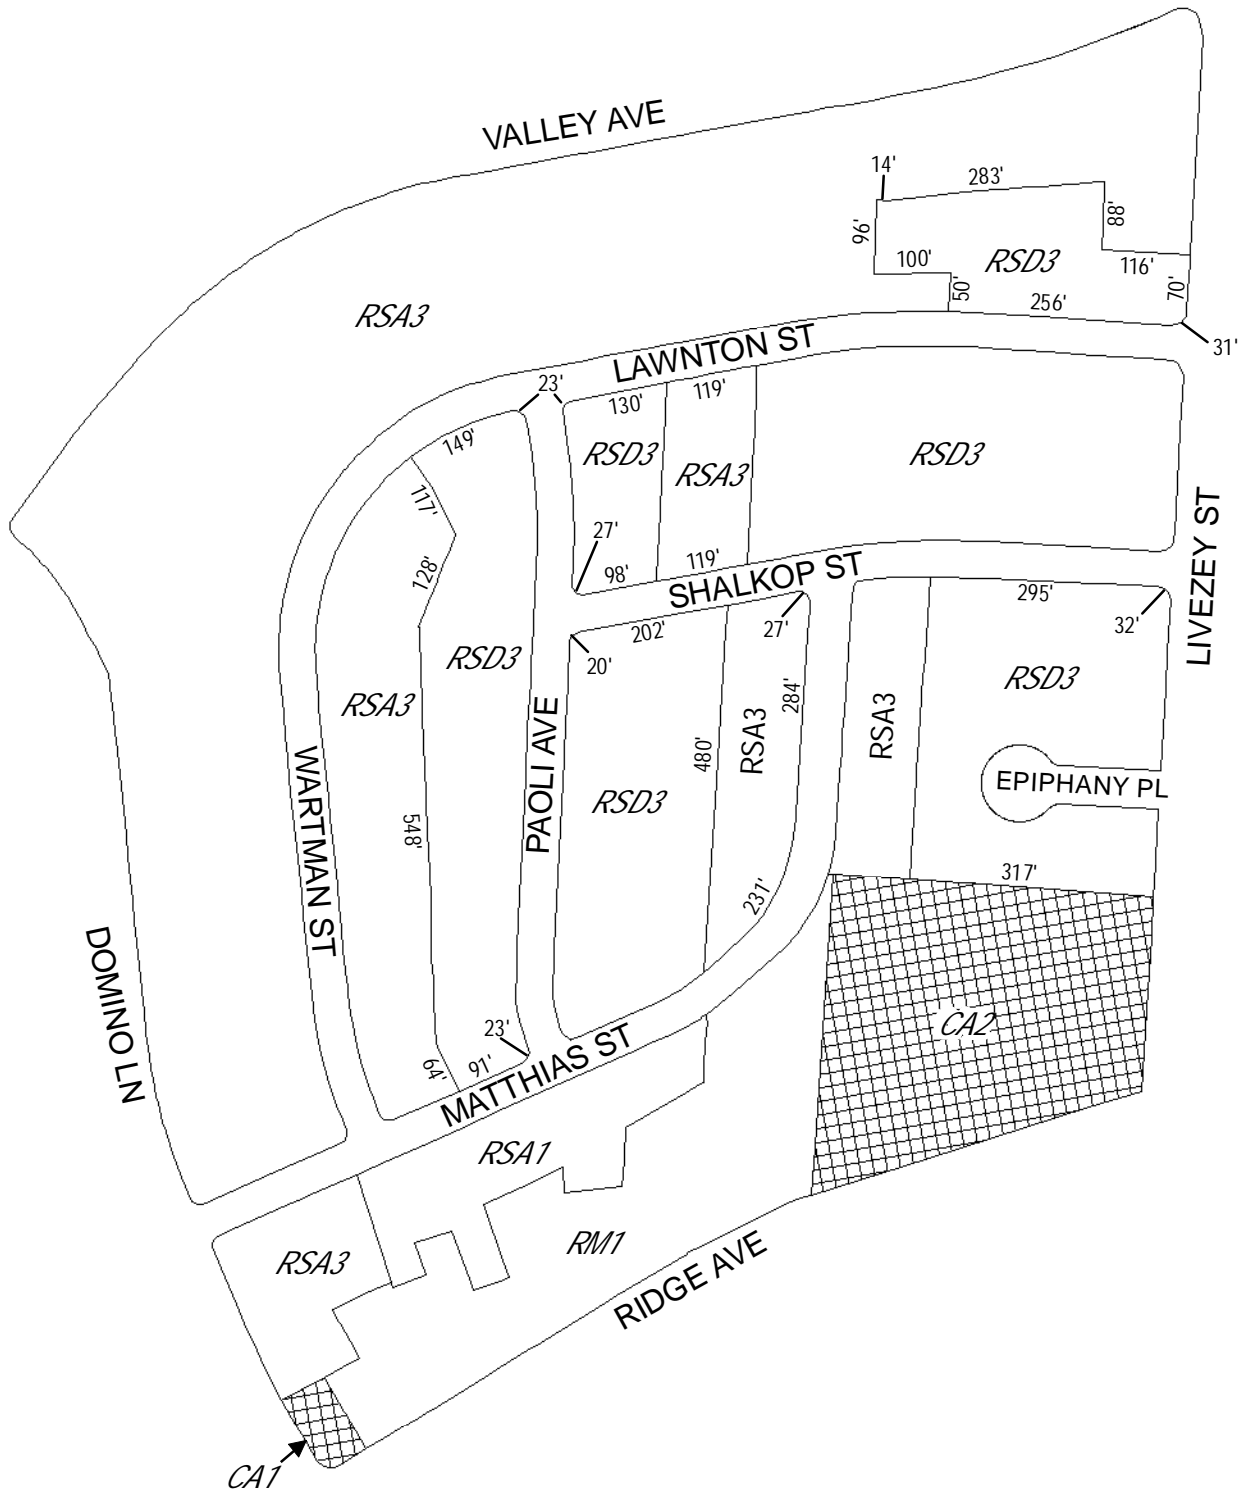 VALLEY AVE
14'
283'
96'
88'
100'
RSD3
116'
50'
256'
70'
31'
RSA3
LAWNTON ST
23'
130'
119'
149'
RSD3
RSA3
RSD3
117'
27'
128'
98'
119'
SHALKOP ST
LIVEZEY ST
295'
32'
202'
27'
20'
RSD3
RSD3
284'
RSA3
PAOLI AVE
480'
RSA3
RSA3
WARTMAN ST
EPIPHANY PL
RSD3
548'
317'
231'
DOMINO LN
CA2
23'
64'
91'
MATTHIAS ST
RSA1
RSA3
RM1
RIDGE AVE
CA1